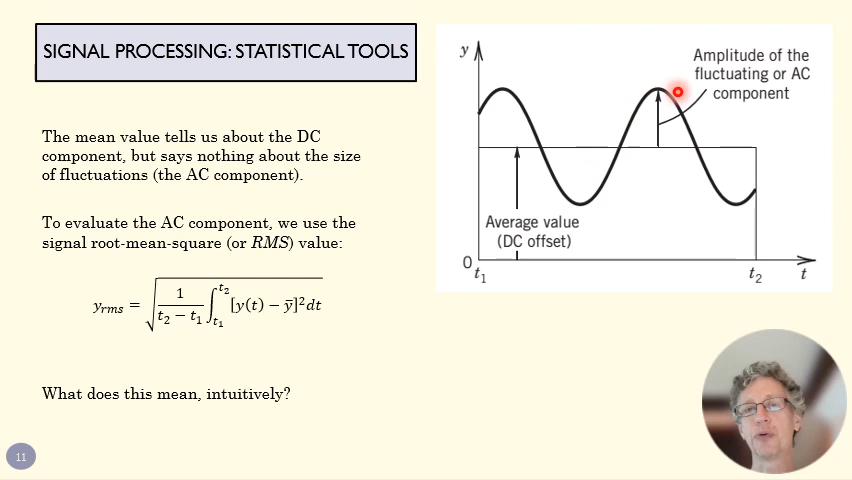 SIGNAL PROCESSING: STATISTICAL TOOLS
The mean value tells us about the DC
component, but says nothing about the size
of fluctuations (the AC component).
To evaluate the AC component, we use the
signal root-mean-square (or RMS) value:
y_rms = √(1/(t₂ − t₁) ∫_{t₁}^{t₂} [y(t) − ȳ]² dt)
What does this mean, intuitively?
11
y
Amplitude of the
fluctuating or AC
component
Average value
(DC offset)
0
t₁
t₂
t